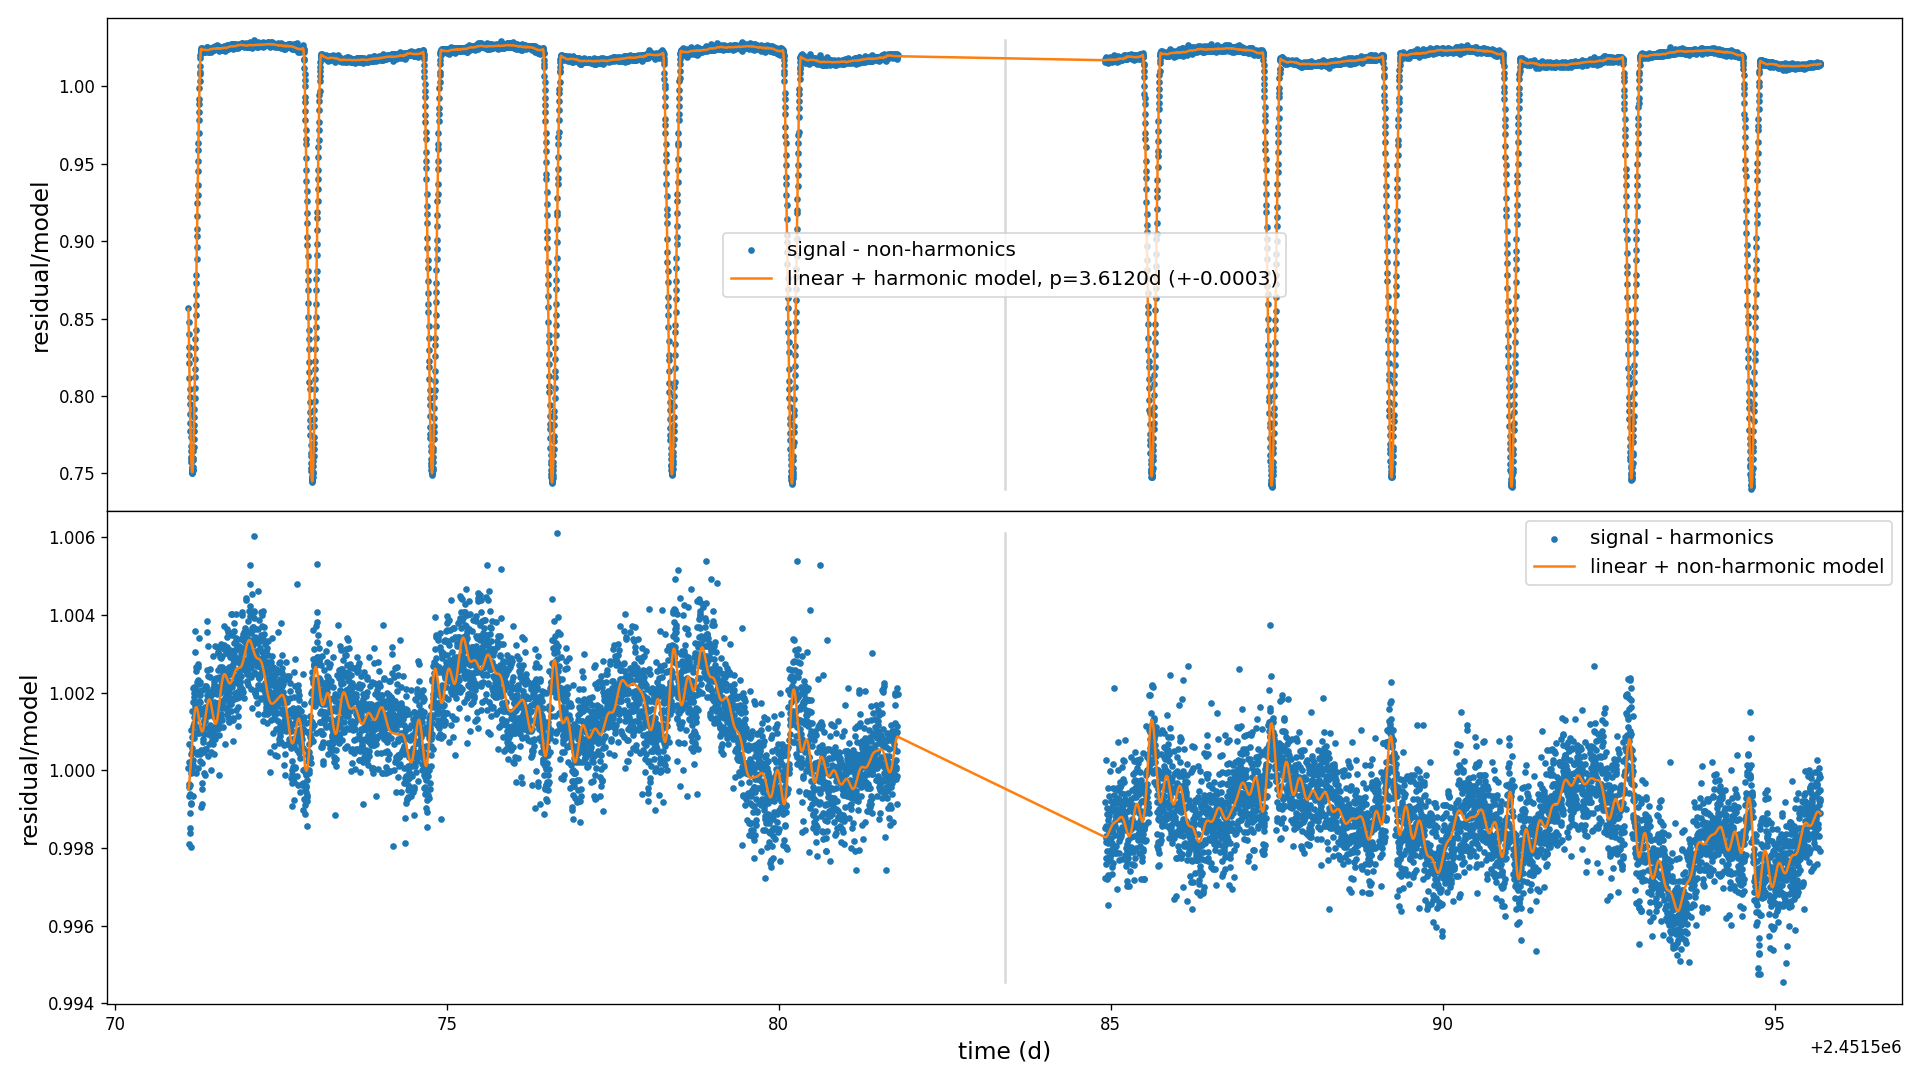 1.00
0.95
0.90
0.85
0.80
0.75
residual/model
signal - non-harmonics
linear + harmonic model, p=3.6120d (+-0.0003)
1.006
1.004
1.002
1.000
0.998
0.996
0.994
residual/model
signal - harmonics
linear + non-harmonic model
70 75 80 85 90 95
time (d)
+2.4515e6